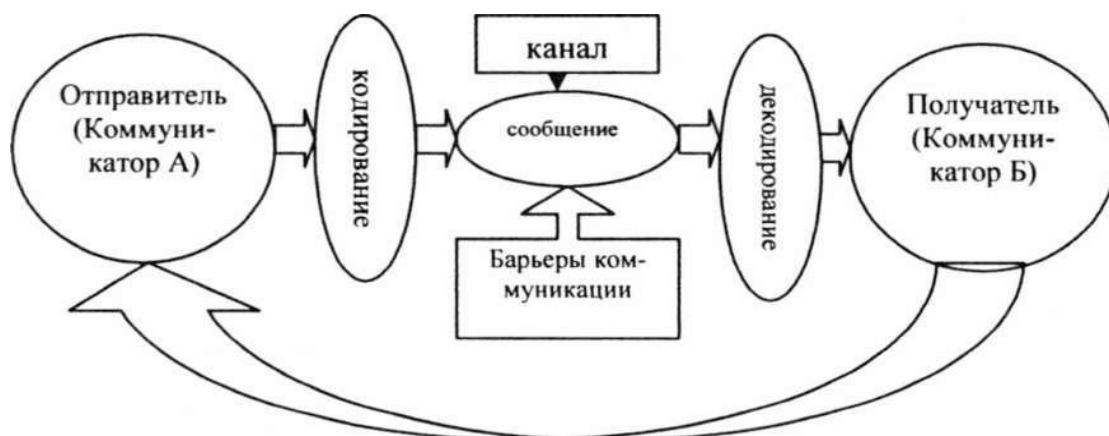 Отправитель
(Коммуни-
катор А)
кодирование
канал
сообщение
Барьеры ком-
муникации
декодирование
Получатель
(Коммуни-
катор Б)